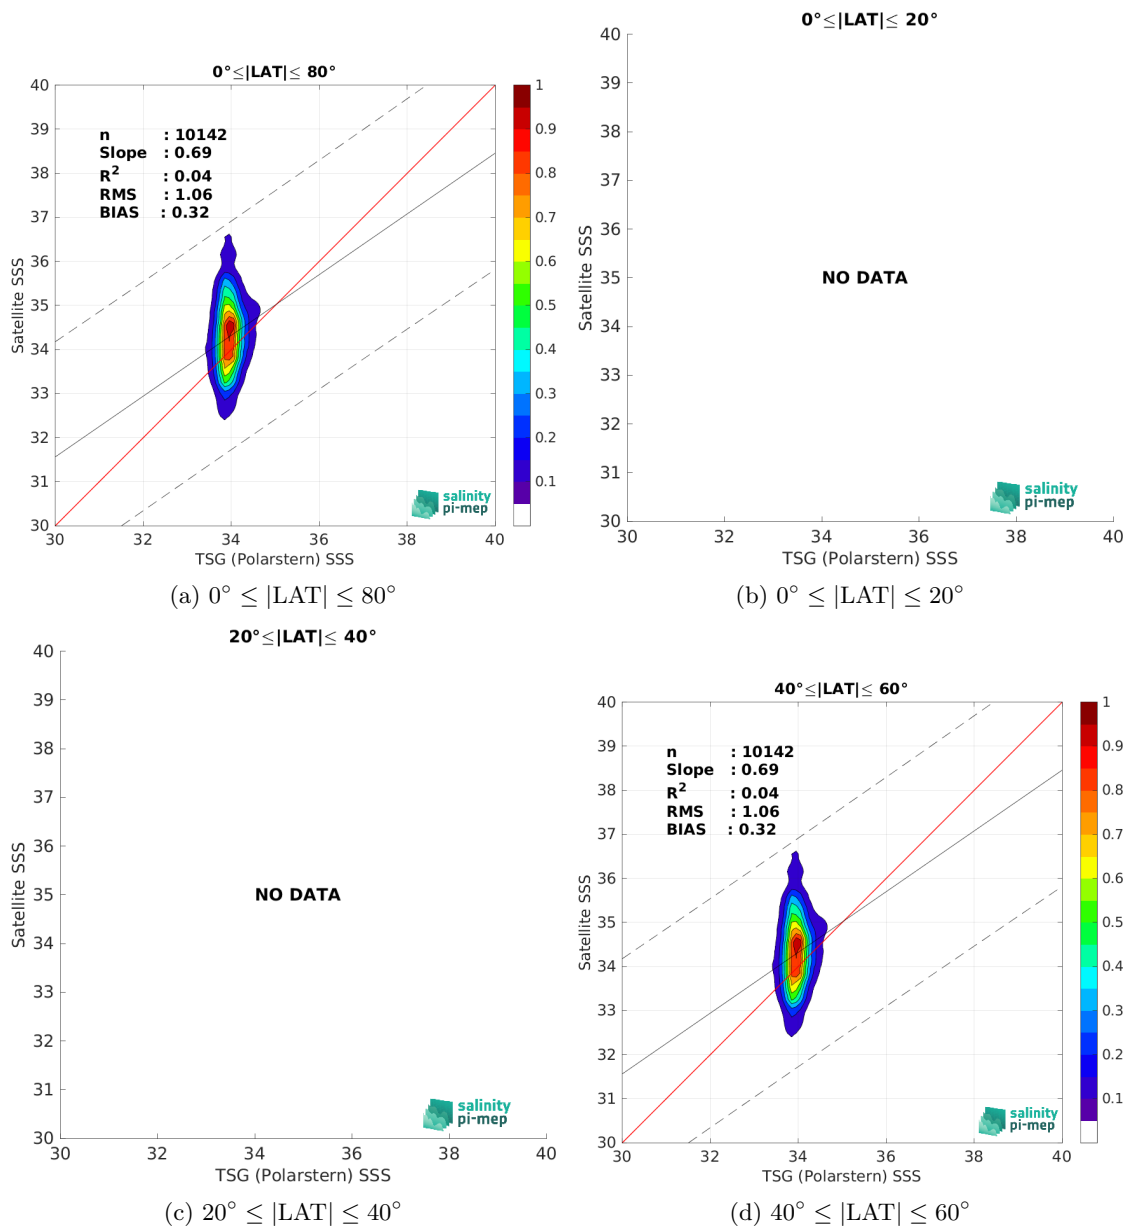 0°≤|LAT|≤ 80°
40
39
38
37
36
35
34
33
32
31
30
Satellite SSS
n : 10142
Slope : 0.69
R² : 0.04
RMS : 1.06
BIAS : 0.32
salinity
pi-mep
30 32 34 36 38 40
TSG (Polarstern) SSS
1
0.9
0.8
0.7
0.6
0.5
0.4
0.3
0.2
0.1
(a) 0° ≤ |LAT| ≤ 80°
0°≤|LAT|≤ 20°
40
39
38
37
36
35
34
33
32
31
30
Satellite SSS
NO DATA
salinity
pi-mep
30 32 34 36 38 40
TSG (Polarstern) SSS
(b) 0° ≤ |LAT| ≤ 20°
20°≤|LAT|≤ 40°
40
39
38
37
36
35
34
33
32
31
30
Satellite SSS
NO DATA
salinity
pi-mep
30 32 34 36 38 40
TSG (Polarstern) SSS
(c) 20° ≤ |LAT| ≤ 40°
40°≤|LAT|≤ 60°
40
39
38
37
36
35
34
33
32
31
30
Satellite SSS
n : 10142
Slope : 0.69
R² : 0.04
RMS : 1.06
BIAS : 0.32
salinity
pi-mep
30 32 34 36 38 40
TSG (Polarstern) SSS
1
0.9
0.8
0.7
0.6
0.5
0.4
0.3
0.2
0.1
(d) 40° ≤ |LAT| ≤ 60°